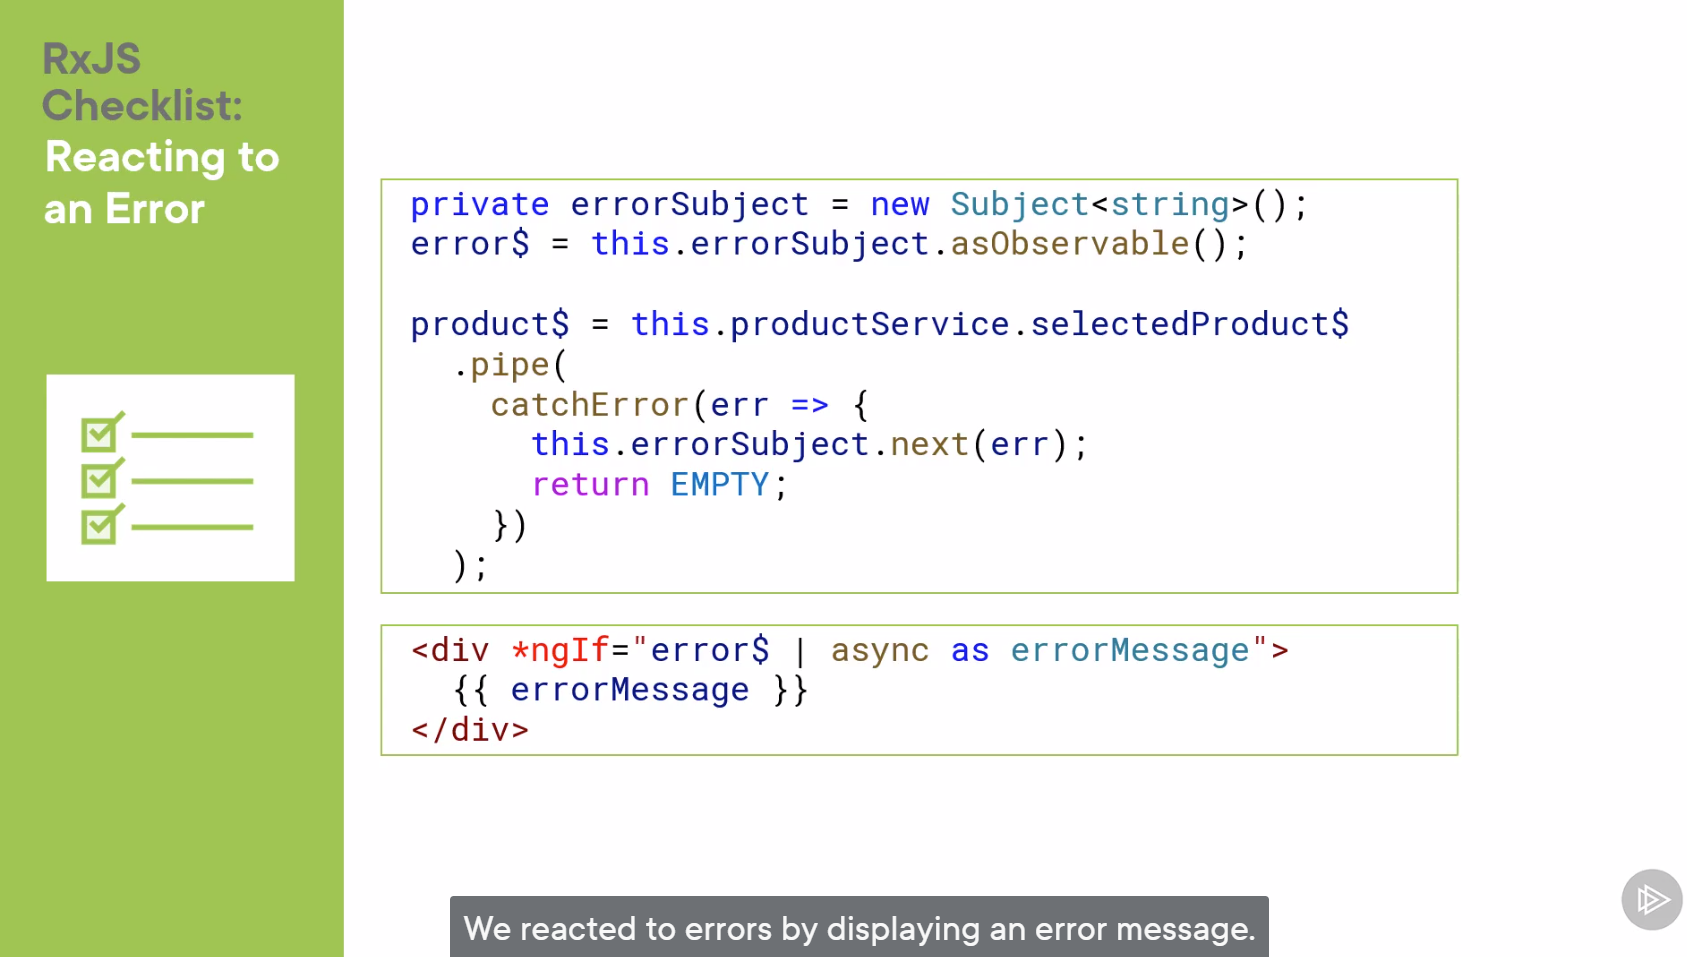 RxJS
Checklist:
Reacting to
an Error
private errorSubject = new Subject<string>();
error$ = this.errorSubject.asObservable();
product$ = this.productService.selectedProduct$
.pipe(
catchError(err => {
this.errorSubject.next(err);
return EMPTY;
})
);
<div *ngIf="error$ | async as errorMessage">
{{ errorMessage }}
</div>
We reacted to errors by displaying an error message.